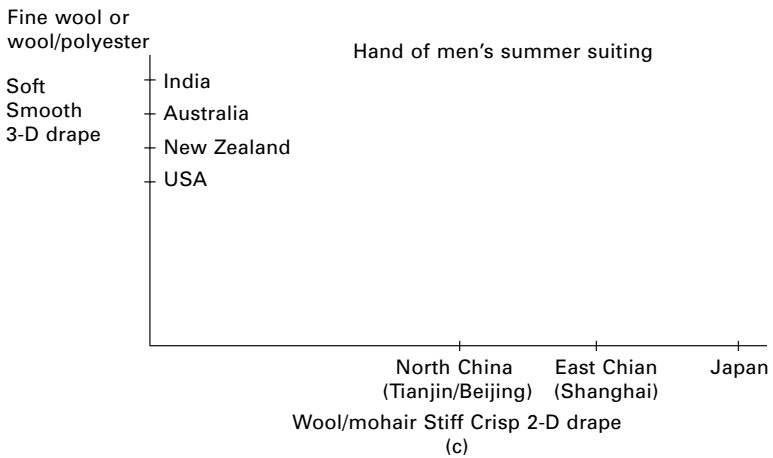 Fine wool or
wool/polyester
Hand of men's summer suiting
Soft
Smooth
3-D drape
India
Australia
New Zealand
USA
North China
(Tianjin/Beijing)
East Chian
(Shanghai)
Japan
Wool/mohair Stiff Crisp 2-D drape
(c)